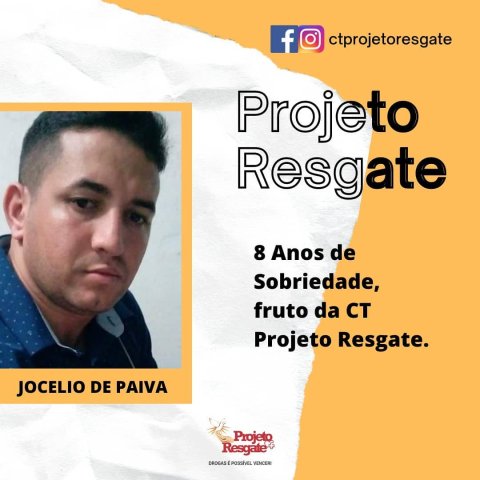 ctprojetoresgate
Projeto
Resgate
8 Anos de
Sobriedade,
fruto da CT
Projeto Resgate.
JOCELIO DE PAIVA
Projeto
Resgate
DROGAS É POSSÍVEL VENCER!